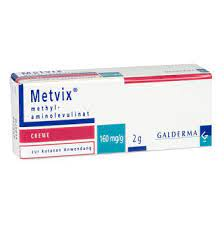 Metvix®
methyl-
aminolevulinat
CREME
160 mg/g
2 g
GALDERMA
zur kutanen Anwendung